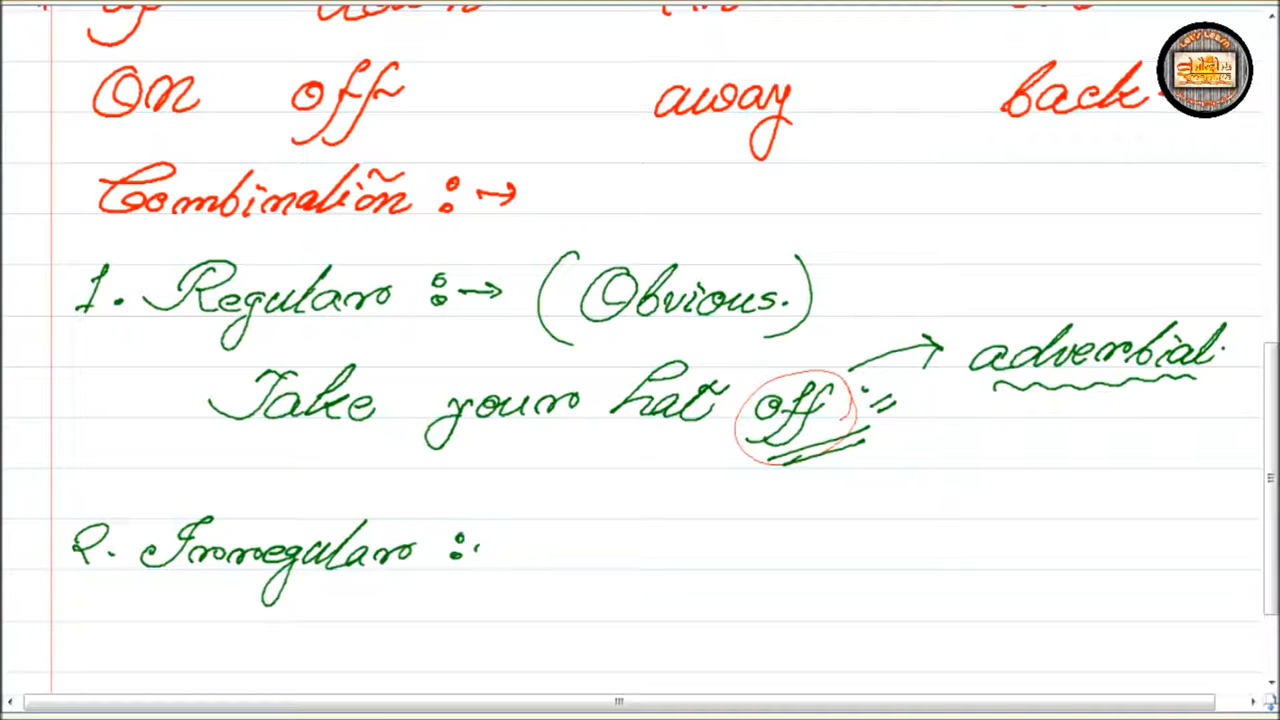 On off away back
Combination :→
1. Regular :→ (Obvious.)
adverbial.
Take your hat off
2. Irregular :